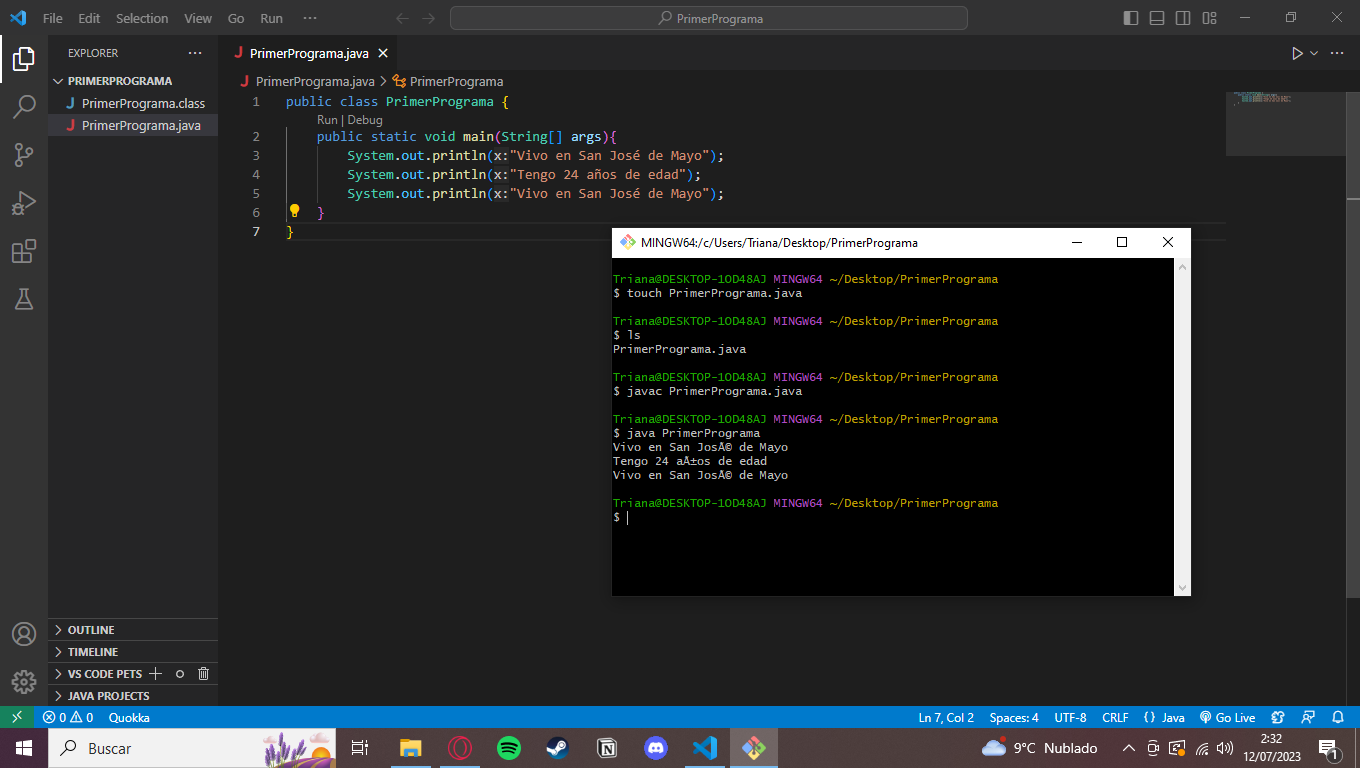 File Edit Selection View Go Run ··· PrimerPrograma
EXPLORER ···
PRIMERPROGRAMA
J PrimerPrograma.class
J PrimerPrograma.java
OUTLINE
TIMELINE
VS CODE PETS
JAVA PROJECTS
J PrimerPrograma.java
J PrimerPrograma.java > PrimerPrograma
1 public class PrimerPrograma {
Run | Debug
2 public static void main(String[] args){
3 System.out.println(x:"Vivo en San José de Mayo");
4 System.out.println(x:"Tengo 24 años de edad");
5 System.out.println(x:"Vivo en San José de Mayo");
6 }
7 }
MINGW64:/c/Users/Triana/Desktop/PrimerPrograma
Triana@DESKTOP-1OD48AJ MINGW64 ~/Desktop/PrimerPrograma
$ touch PrimerPrograma.java
Triana@DESKTOP-1OD48AJ MINGW64 ~/Desktop/PrimerPrograma
$ ls
PrimerPrograma.java
Triana@DESKTOP-1OD48AJ MINGW64 ~/Desktop/PrimerPrograma
$ javac PrimerPrograma.java
Triana@DESKTOP-1OD48AJ MINGW64 ~/Desktop/PrimerPrograma
$ java PrimerPrograma
Vivo en San JosÃ© de Mayo
Tengo 24 aÃ±os de edad
Vivo en San JosÃ© de Mayo
Triana@DESKTOP-1OD48AJ MINGW64 ~/Desktop/PrimerPrograma
$
0 0 Quokka Ln 7, Col 2 Spaces: 4 UTF-8 CRLF {} Java Go Live
Buscar 9°C Nublado 2:32
12/07/2023 1